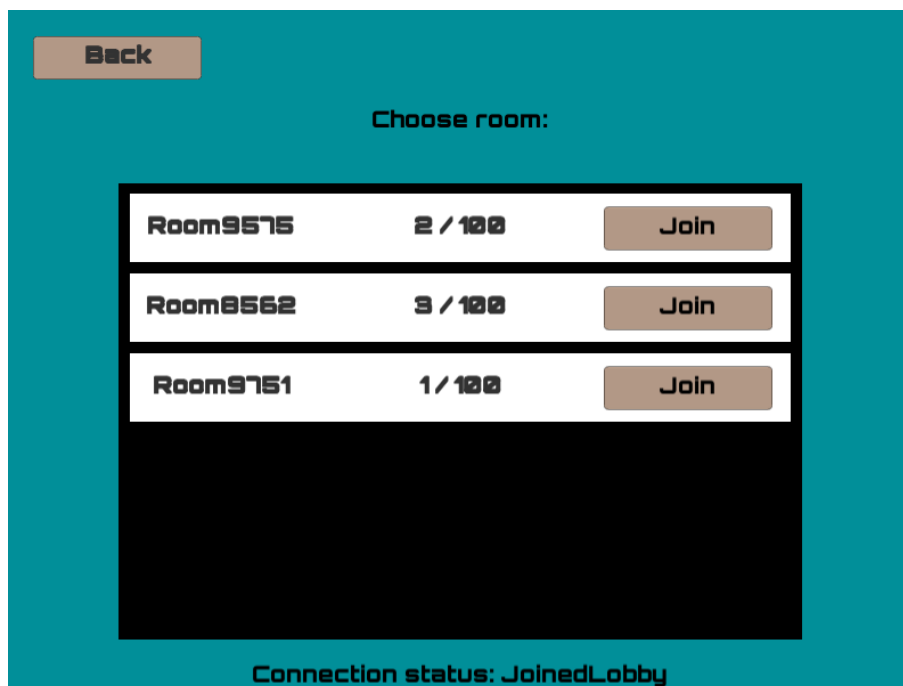 Back
Choose room:
Room9575 2 / 100 Join
Room8562 3 / 100 Join
Room9751 1 / 100 Join
Connection status: JoinedLobby